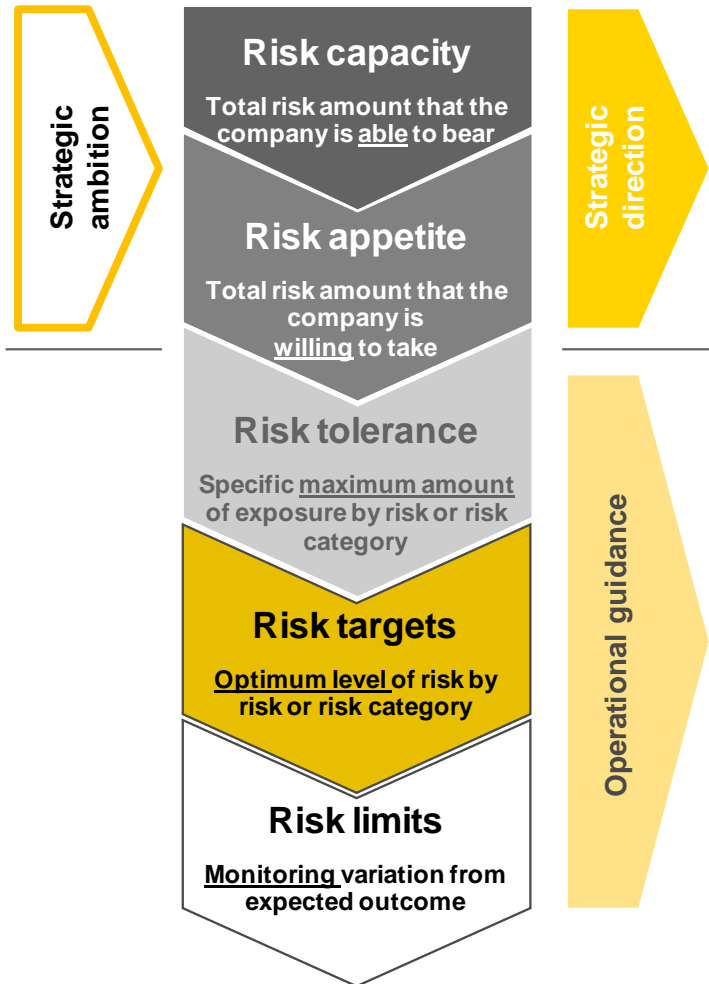 Strategic
ambition
Risk capacity
Total risk amount that the
company is able to bear
Strategic
direction
Risk appetite
Total risk amount that the
company is
willing to take
Risk tolerance
Specific maximum amount
of exposure by risk or risk
category
Operational guidance
Risk targets
Optimum level of risk by
risk or risk category
Risk limits
Monitoring variation from
expected outcome